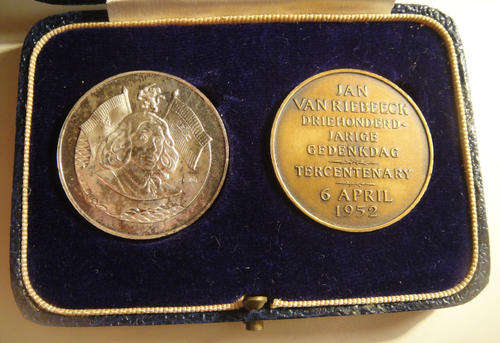 JAN
VAN RIEBEECK
DRIEHONDERD-
JARIGE
GEDENKDAG
TERCENTENARY
6 APRIL
1952